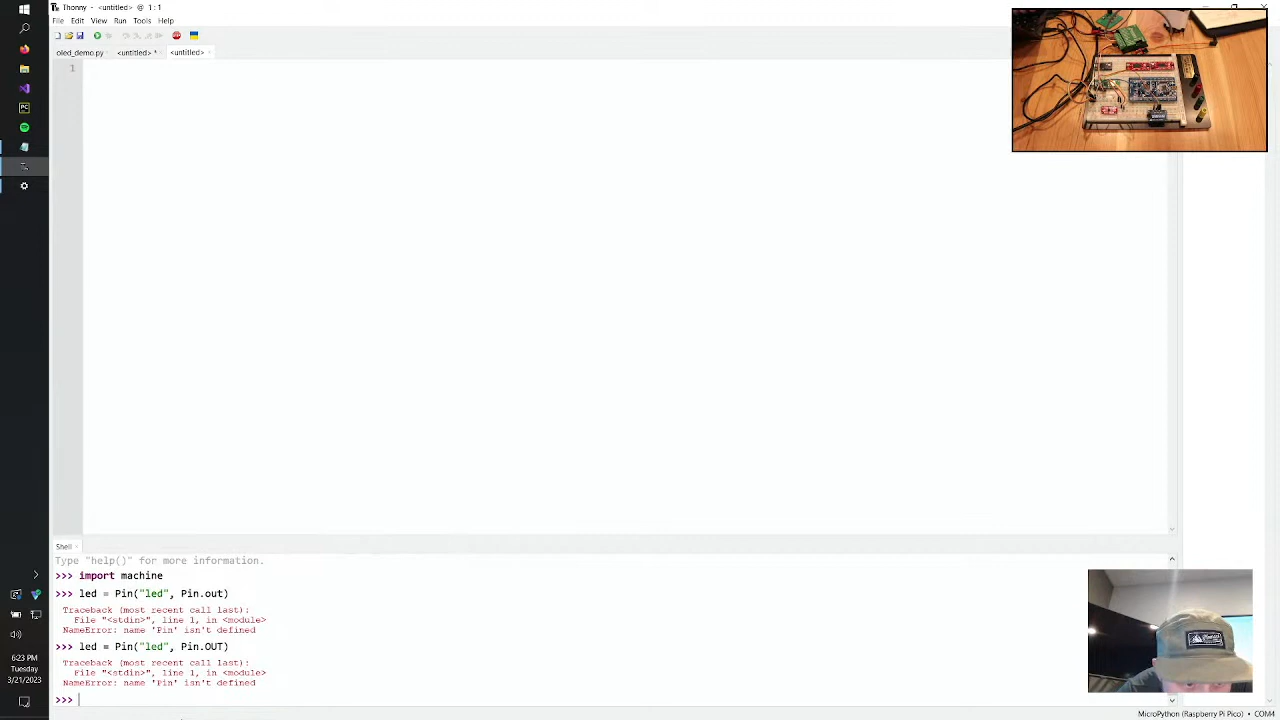 Thonny - <untitled> @ 1:1
File Edit View Run Tools Help
oled_demo.py <untitled> * <untitled>
1
Shell
Type "help()" for more information.
>>> import machine
>>> led = Pin("led", Pin.out)
Traceback (most recent call last):
File "<stdin>", line 1, in <module>
NameError: name 'Pin' isn't defined
>>> led = Pin("led", Pin.OUT)
Traceback (most recent call last):
File "<stdin>", line 1, in <module>
NameError: name 'Pin' isn't defined
>>>
PC
6:23 PM
Tuesday
3/21/2023
MicroPython (Raspberry Pi Pico) • COM4